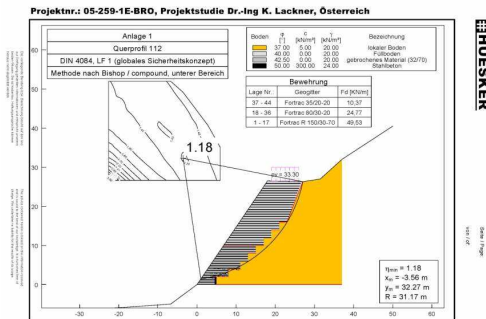 Projektnr.: 05-259-1E-BRO, Projektstudie Dr.-Ing K. Lackner, Österreich
HUESKER
Seite / Page:
von / of:
Anlage 1
Querprofil 112
DIN 4084, LF 1 (globales Sicherheitskonzept)
Methode nach Bishop / compound, unterer Bereich
Boden φ [°] c [kN/m²] γ [kN/m³] Bezeichnung
37.00 5.00 20.00 lokaler Boden
40.00 0.00 20.00 Füllboden
42.50 0.00 20.00 gebrochenes Material (32/70)
50.00 300.00 24.00 Stahlbeton
Bewehrung
Lage Nr. Geogitter Fd [KN/m]
37 - 44 Fortrac 35/20-20 10,37
18 - 36 Fortrac 80/30-20 24,77
1 - 17 Fortrac R 150/30-70 49,53
1.18
pv = 33.30
60
50
40
30
20
10
0
-30 -20 -10 0 10 20 30 40 50 60
ηmin = 1.18
xm = -3.56 m
ym = 32.27 m
R = 31.17 m